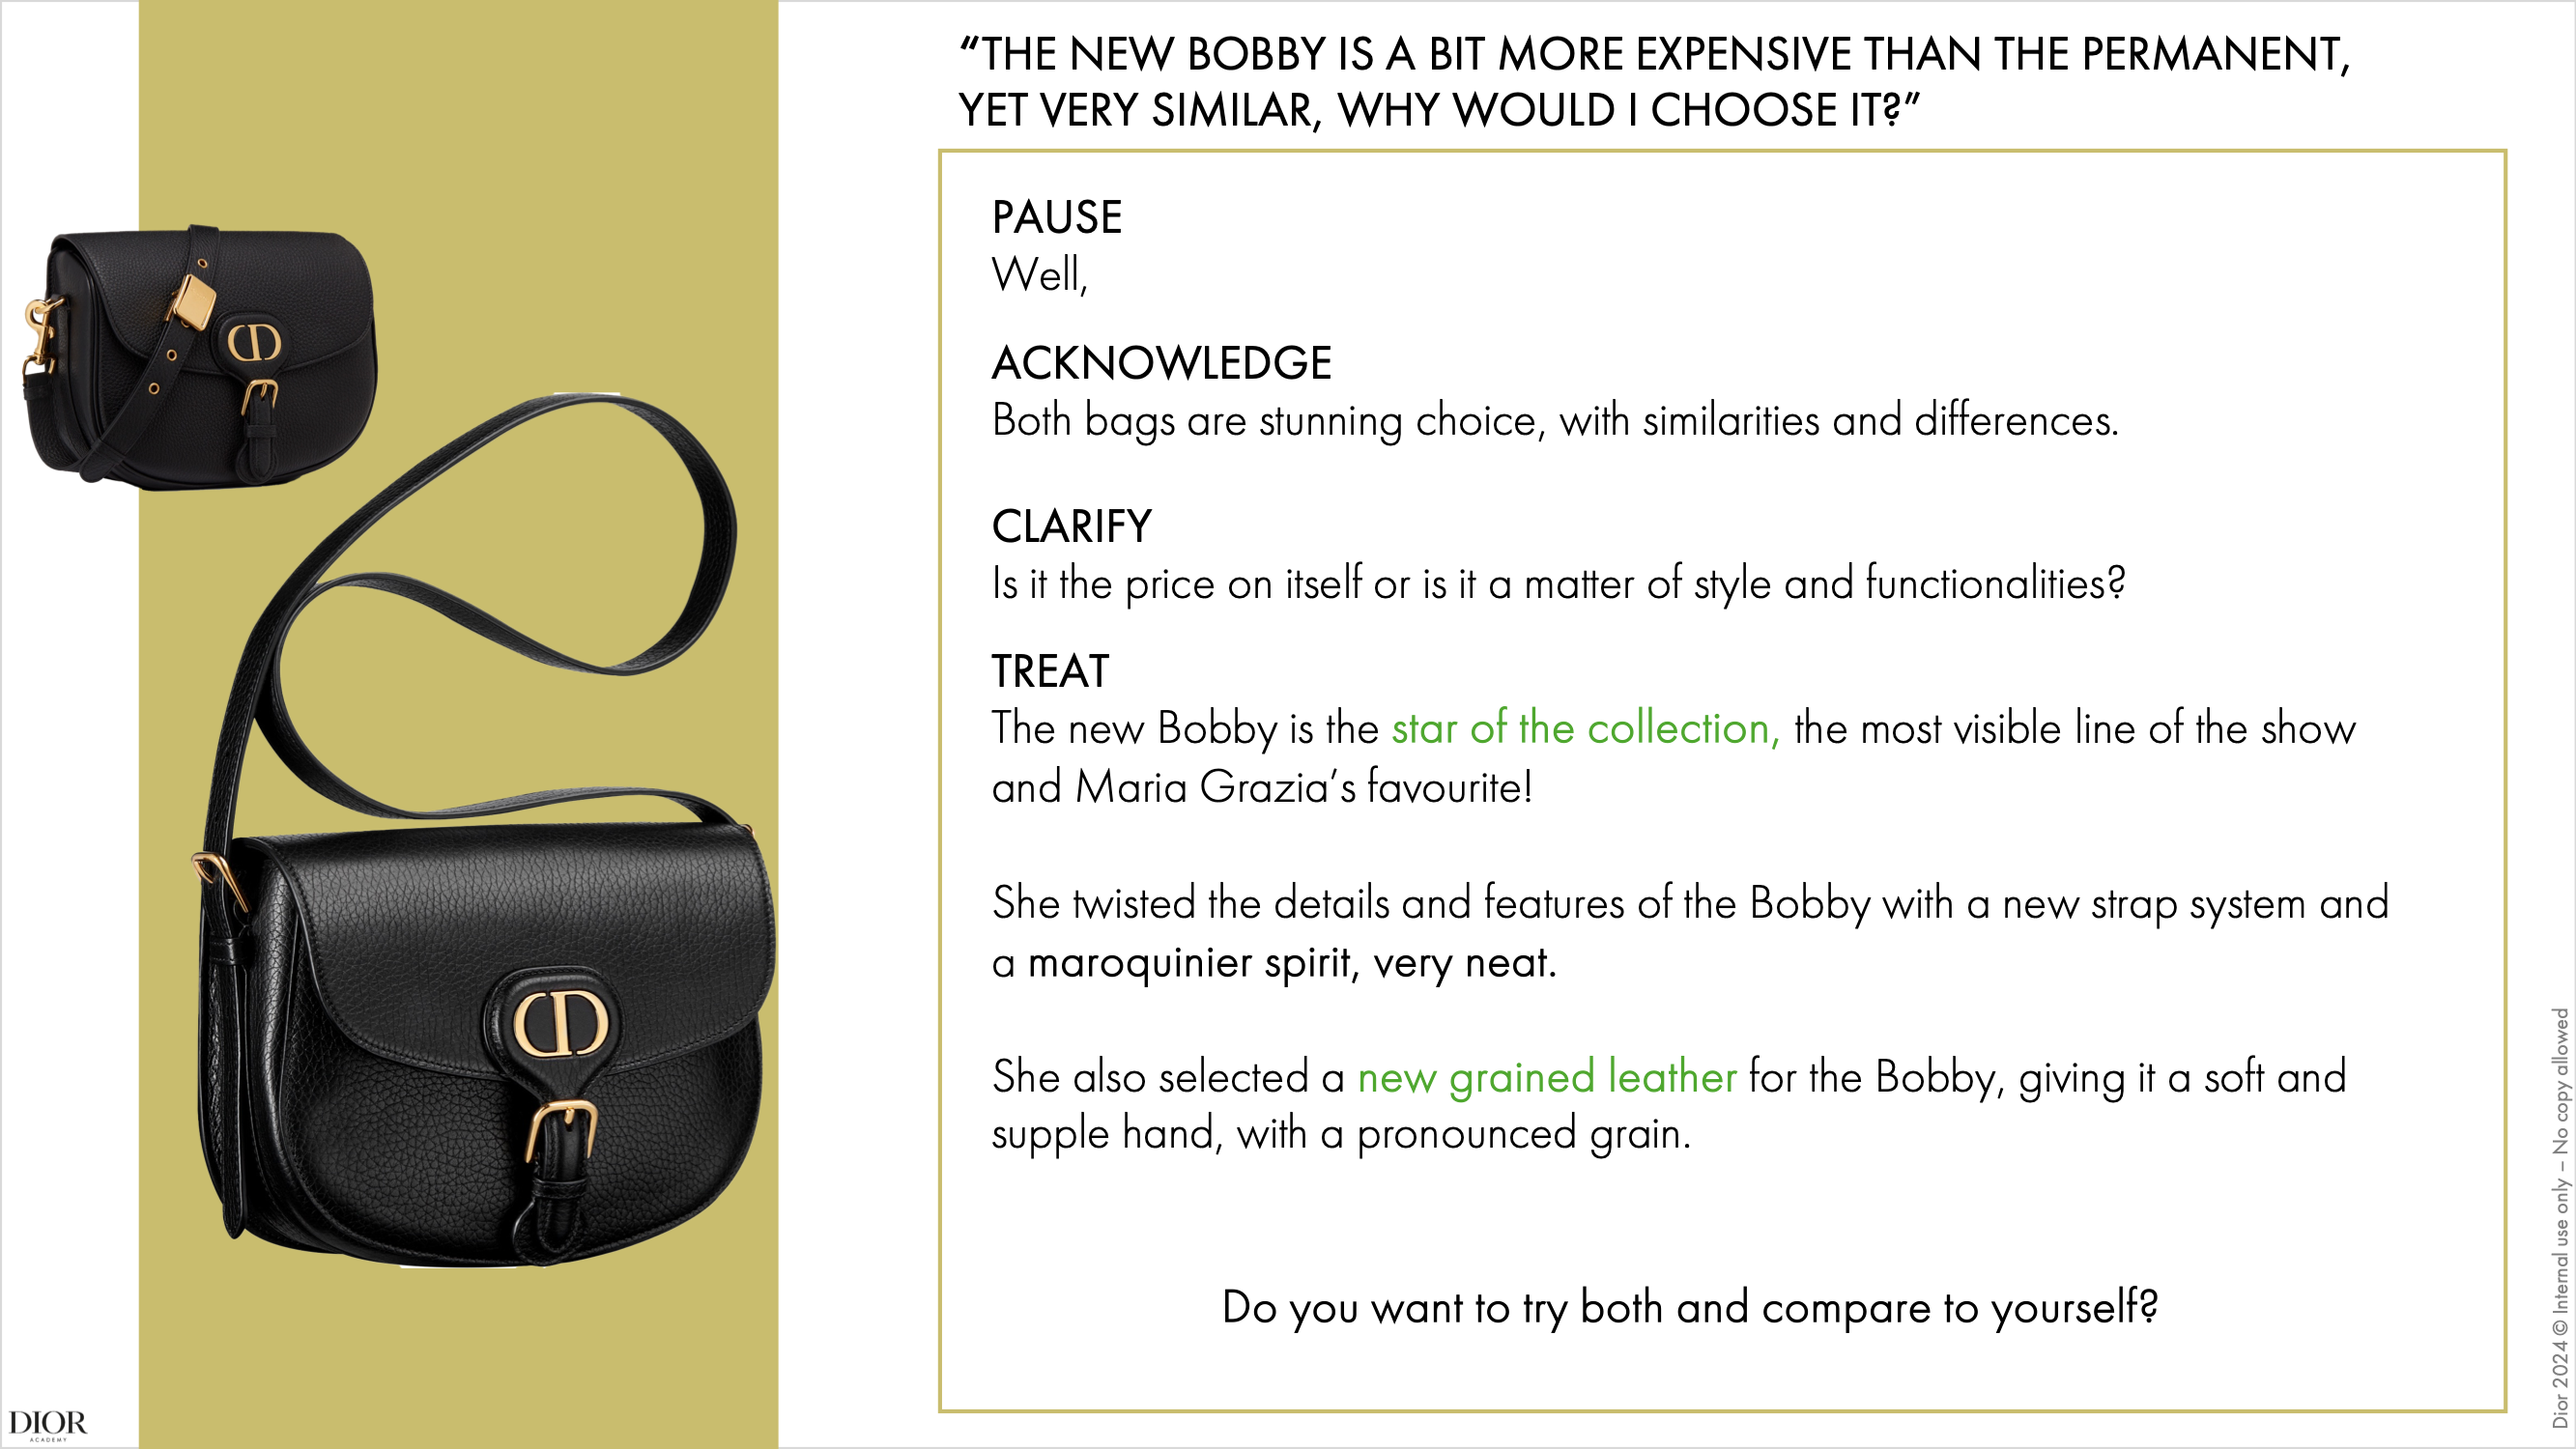 “THE NEW BOBBY IS A BIT MORE EXPENSIVE THAN THE PERMANENT,
YET VERY SIMILAR, WHY WOULD I CHOOSE IT?”
PAUSE
Well,
ACKNOWLEDGE
Both bags are stunning choice, with similarities and differences.
CLARIFY
Is it the price on itself or is it a matter of style and functionalities?
TREAT
The new Bobby is the star of the collection, the most visible line of the show
and Maria Grazia’s favourite!
She twisted the details and features of the Bobby with a new strap system and
a maroquinier spirit, very neat.
She also selected a new grained leather for the Bobby, giving it a soft and
supple hand, with a pronounced grain.
Do you want to try both and compare to yourself?
CD
CD
DIOR
ACADEMY
Dior 2024 © Internal use only – No copy allowed